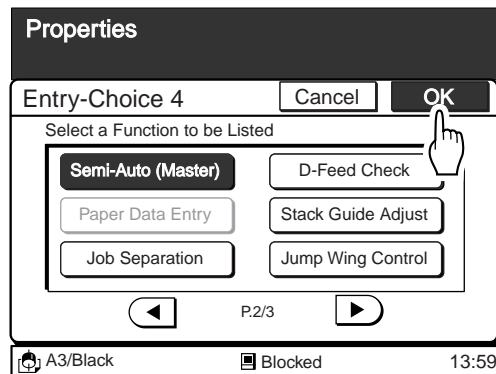 Properties
Entry-Choice 4 Cancel OK
Select a Function to be Listed
Semi-Auto (Master) D-Feed Check
Paper Data Entry Stack Guide Adjust
Job Separation Jump Wing Control
P.2/3
A3/Black Blocked 13:59